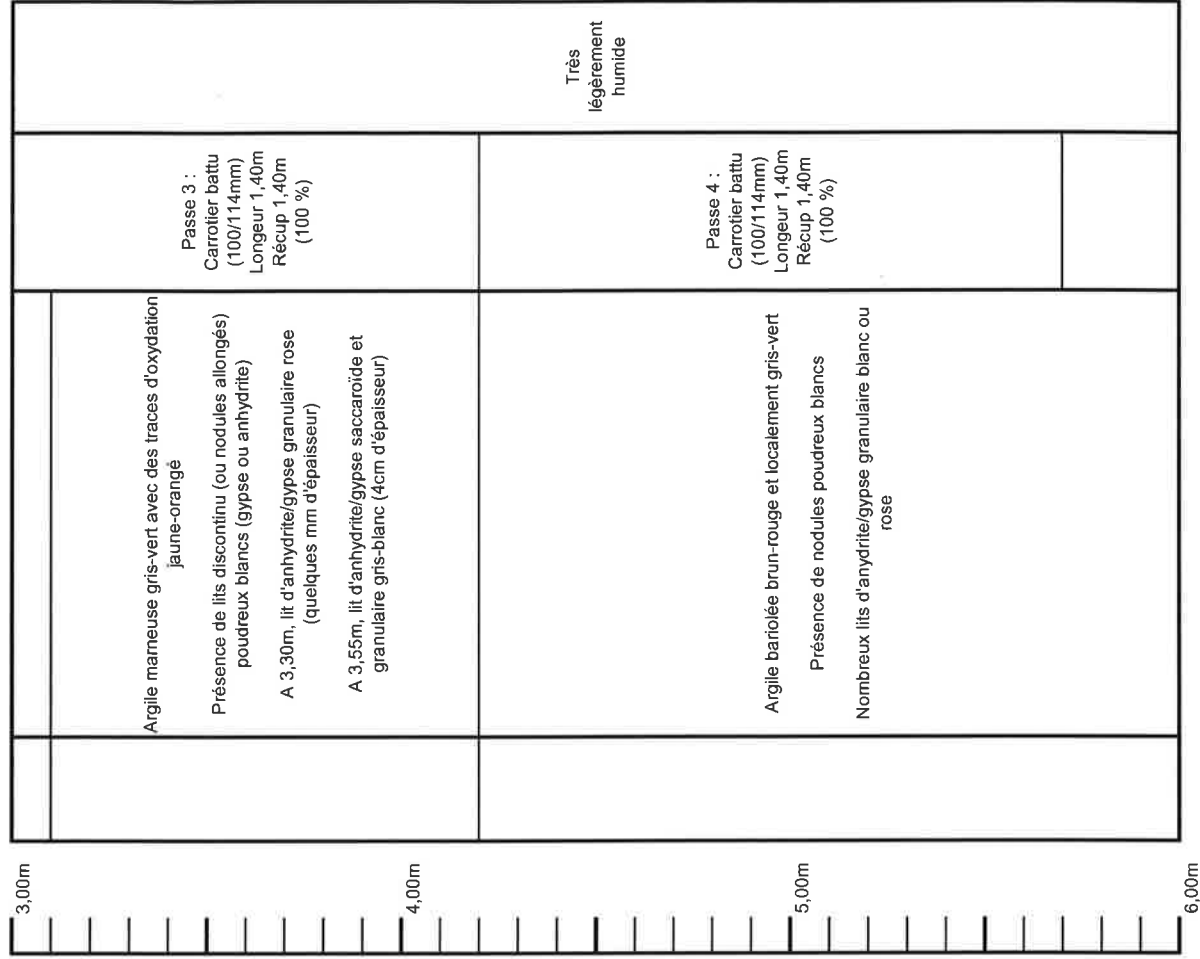 3,00m
4,00m
5,00m
6,00m
Argile marneuse gris-vert avec des traces d'oxydation
jaune-orangé
Présence de lits discontinu (ou nodules allongés)
poudreux blancs (gypse ou anhydrite)
A 3,30m, lit d'anhydrite/gypse granulaire rose
(quelques mm d'épaisseur)
A 3,55m, lit d'anhydrite/gypse saccaroïde et
granulaire gris-blanc (4cm d'épaisseur)
Argile bariolée brun-rouge et localement gris-vert
Présence de nodules poudreux blancs
Nombreux lits d'anydrite/gypse granulaire blanc ou
rose
Passe 3 :
Carrotier battu
(100/114mm)
Longeur 1,40m
Récup 1,40m
(100 %)
Passe 4 :
Carrotier battu
(100/114mm)
Longeur 1,40m
Récup 1,40m
(100 %)
Très
légèrement
humide